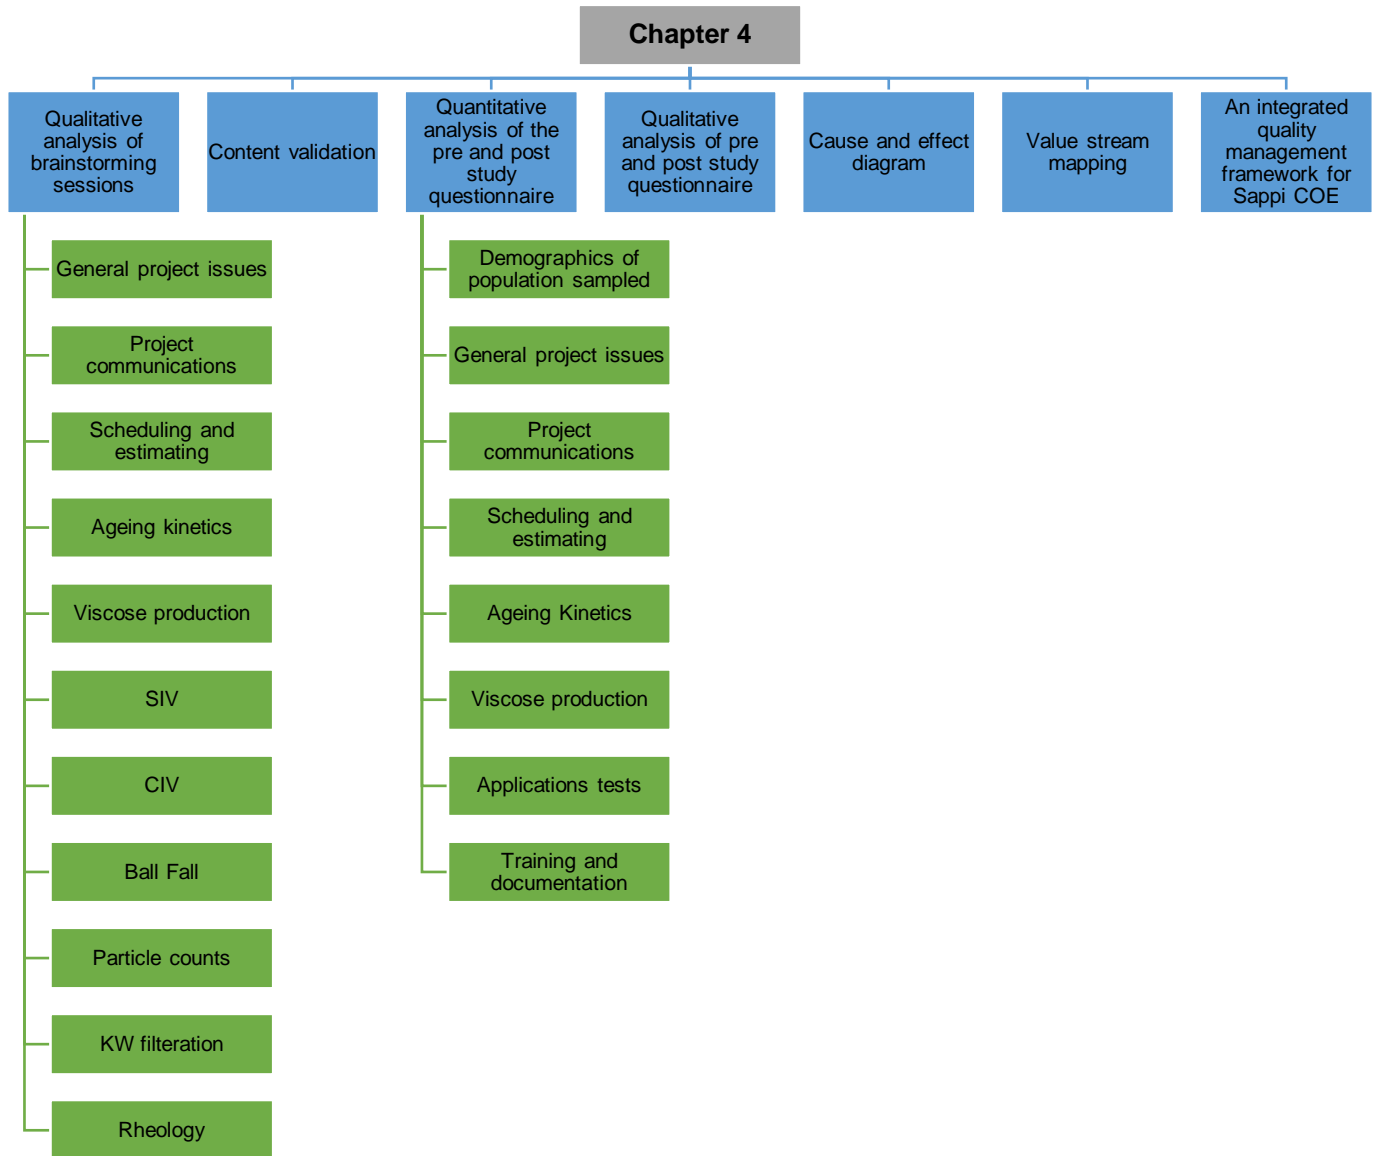 Chapter 4
Qualitative
analysis of
brainstorming
sessions
Content validation
Quantitative
analysis of the
pre and post
study
questionnaire
Qualitative
analysis of pre
and post study
questionnaire
Cause and effect
diagram
Value stream
mapping
An integrated
quality
management
framework for
Sappi COE
General project issues
Project
communications
Scheduling and
estimating
Ageing kinetics
Viscose production
SIV
CIV
Ball Fall
Particle counts
KW filteration
Rheology
Demographics of
population sampled
General project issues
Project
communications
Scheduling and
estimating
Ageing Kinetics
Viscose production
Applications tests
Training and
documentation